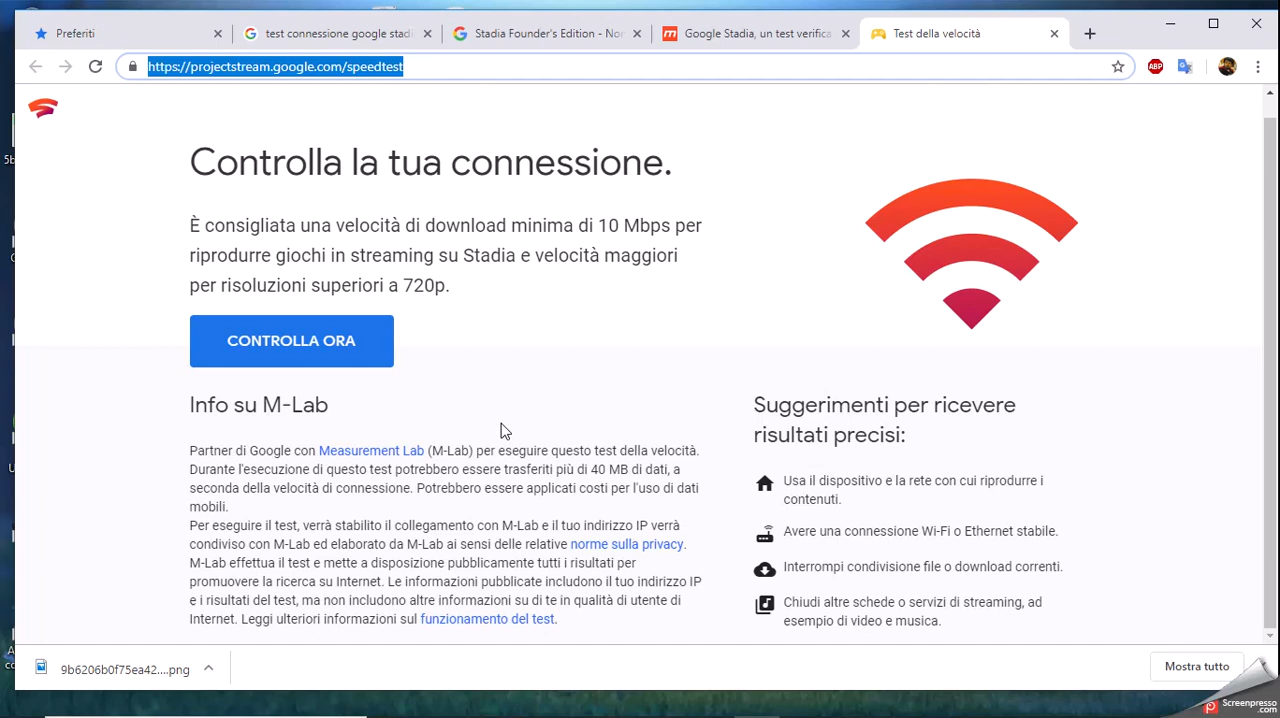 Preferiti
test connessione google stadi
Stadia Founder's Edition - Nor
Google Stadia, un test verifica
Test della velocità
https://projectstream.google.com/speedtest
ABP
Controlla la tua connessione.
È consigliata una velocità di download minima di 10 Mbps per
riprodurre giochi in streaming su Stadia e velocità maggiori
per risoluzioni superiori a 720p.
CONTROLLA ORA
Info su M-Lab
Partner di Google con Measurement Lab (M-Lab) per eseguire questo test della velocità.
Durante l'esecuzione di questo test potrebbero essere trasferiti più di 40 MB di dati, a
seconda della velocità di connessione. Potrebbero essere applicati costi per l'uso di dati
mobili.
Per eseguire il test, verrà stabilito il collegamento con M-Lab e il tuo indirizzo IP verrà
condiviso con M-Lab ed elaborato da M-Lab ai sensi delle relative norme sulla privacy.
M-Lab effettua il test e mette a disposizione pubblicamente tutti i risultati per
promuovere la ricerca su Internet. Le informazioni pubblicate includono il tuo indirizzo IP
e i risultati del test, ma non includono altre informazioni su di te in qualità di utente di
Internet. Leggi ulteriori informazioni sul funzionamento del test.
Suggerimenti per ricevere
risultati precisi:
Usa il dispositivo e la rete con cui riprodurre i
contenuti.
Avere una connessione Wi-Fi o Ethernet stabile.
Interrompi condivisione file o download correnti.
Chiudi altre schede o servizi di streaming, ad
esempio di video e musica.
9b6206b0f75ea42....png
Mostra tutto
Screenpresso
.com